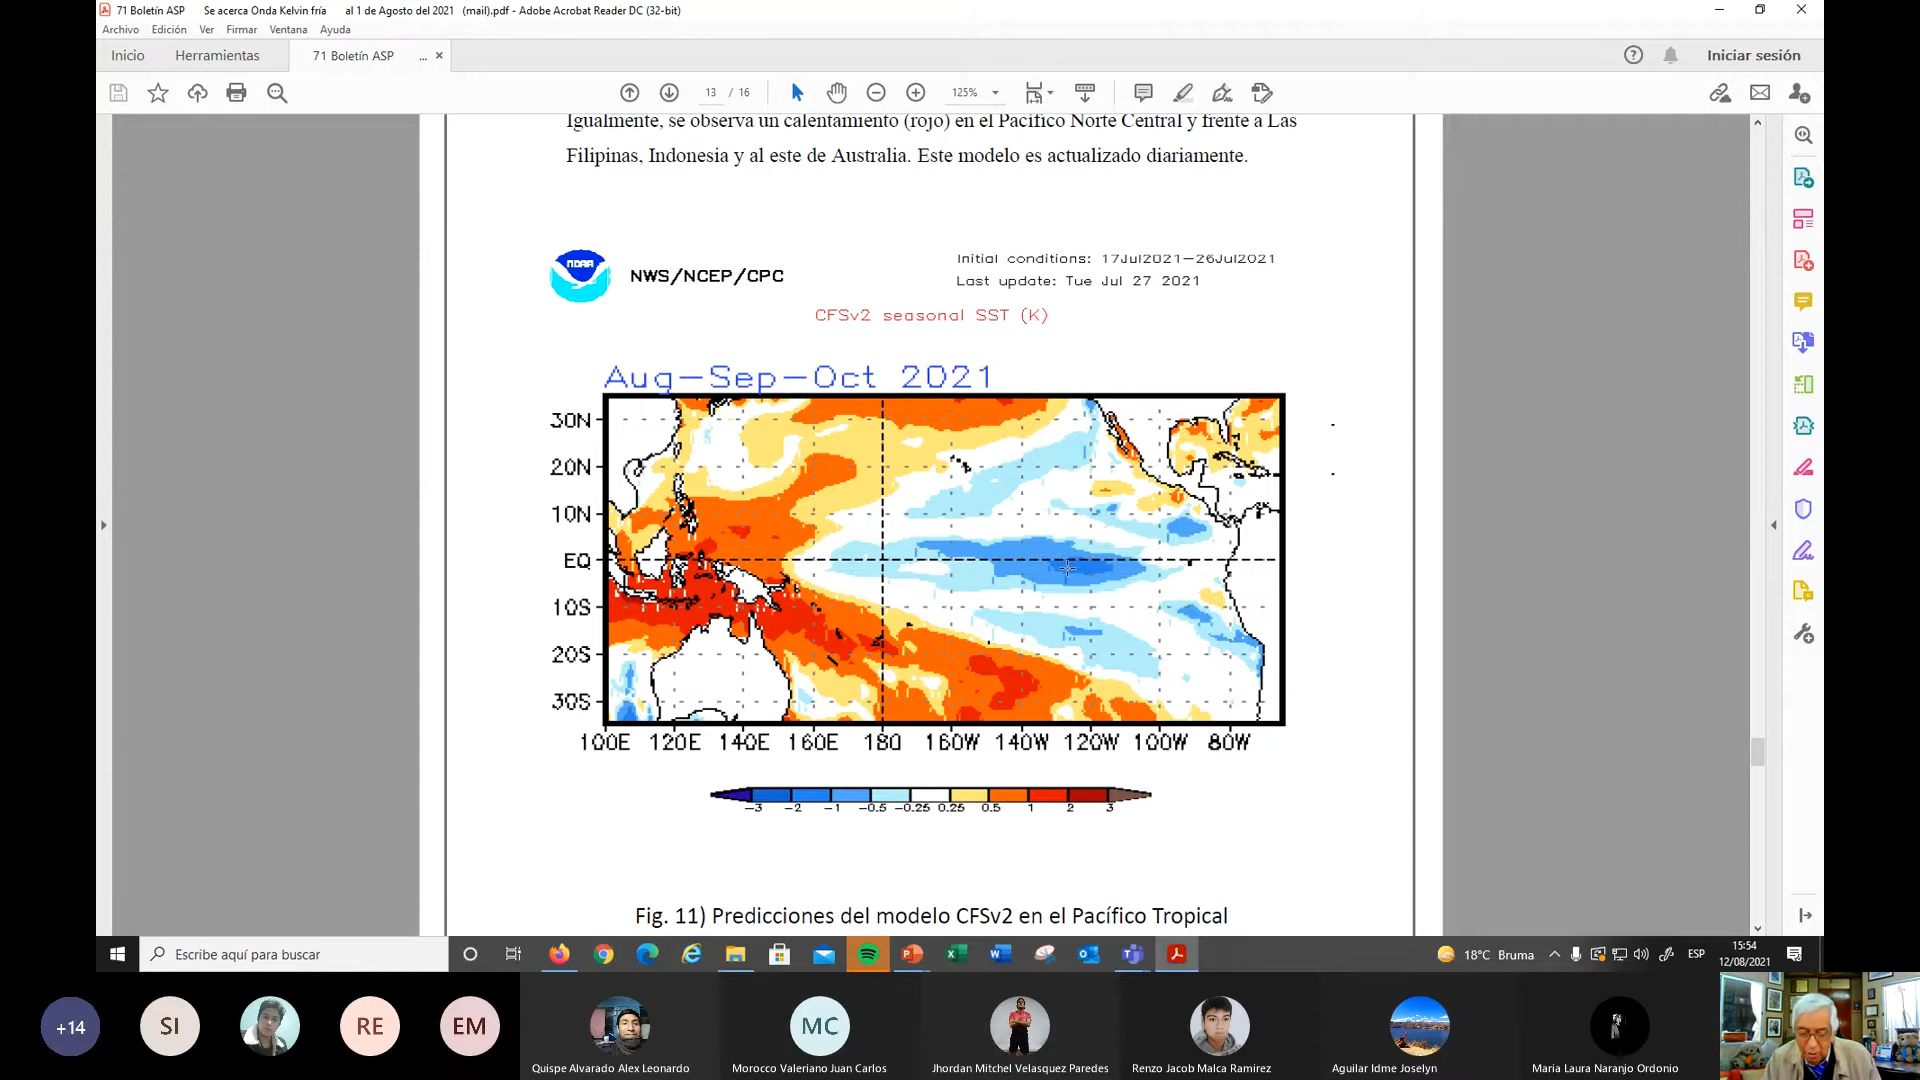 71 Boletín ASP Se acerca Onda Kelvin fría al 1 de Agosto del 2021 (mail).pdf - Adobe Acrobat Reader DC (32-bit)
Archivo Edición Ver Firmar Ventana Ayuda
Inicio Herramientas 71 Boletín ASP ... × Iniciar sesión
13 / 16 125%
Igualmente, se observa un calentamiento (rojo) en el Pacífico Norte Central y frente a Las
Filipinas, Indonesia y al este de Australia. Este modelo es actualizado diariamente.
NOAA
NWS/NCEP/CPC
Initial conditions: 17Jul2021-26Jul2021
Last update: Tue Jul 27 2021
CFSv2 seasonal SST (K)
Aug-Sep-Oct 2021
30N
20N
10N
EQ
10S
20S
30S
100E 120E 140E 160E 180 160W 140W 120W 100W 80W
-3 -2 -1 -0.5 -0.25 0.25 0.5 1 2 3
Fig. 11) Predicciones del modelo CFSv2 en el Pacífico Tropical
Escribe aquí para buscar
18°C Bruma
ESP
15:54
12/08/2021
+14 SI RE EM MC
Quispe Alvarado Alex Leonardo
Morocco Valeriano Juan Carlos
Jhordan Mitchel Velasquez Paredes
Renzo Jacob Malca Ramirez
Aguilar Idme Joselyn
Maria Laura Naranjo Ordonio